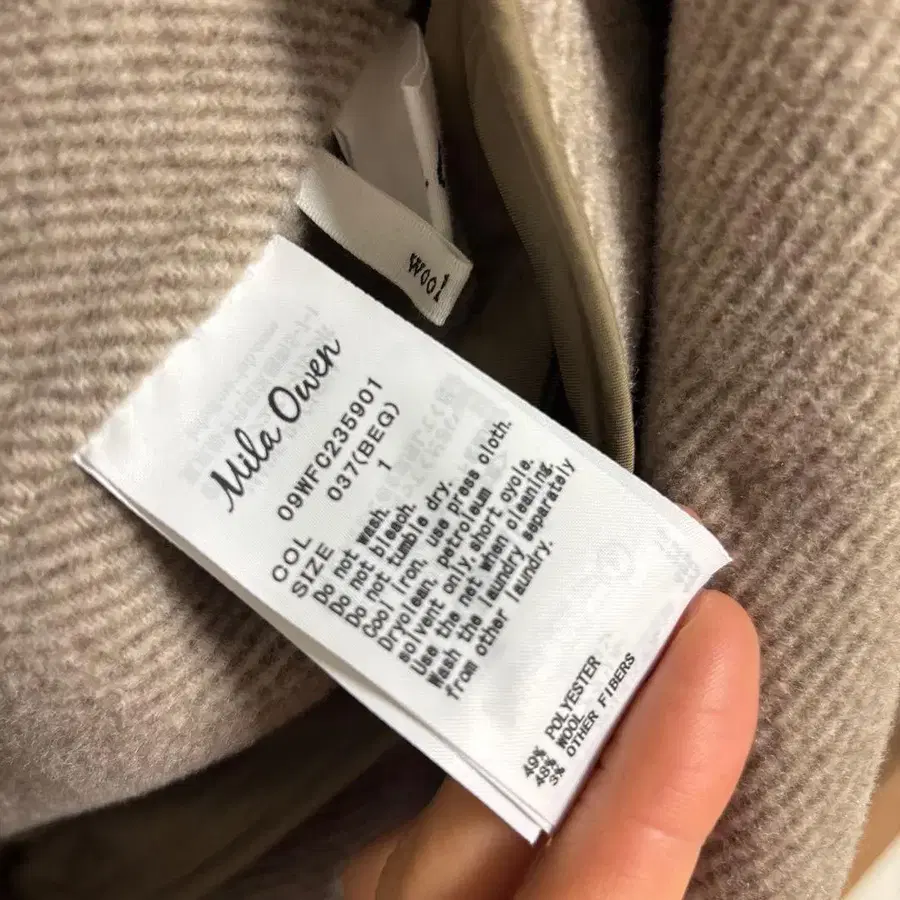 wool
Mila Owen
09WFC235901
COL 037(BEG)
SIZE 1
Do not wash.
Do not bleach.
Do not tumble dry.
Cool iron, use press cloth.
Dryclean, petroleum
solvent only, short cycle.
Use the net when cleaning.
Wash the laundry separately
from other laundry.
49% POLYESTER
48% WOOL
3% OTHER FIBERS